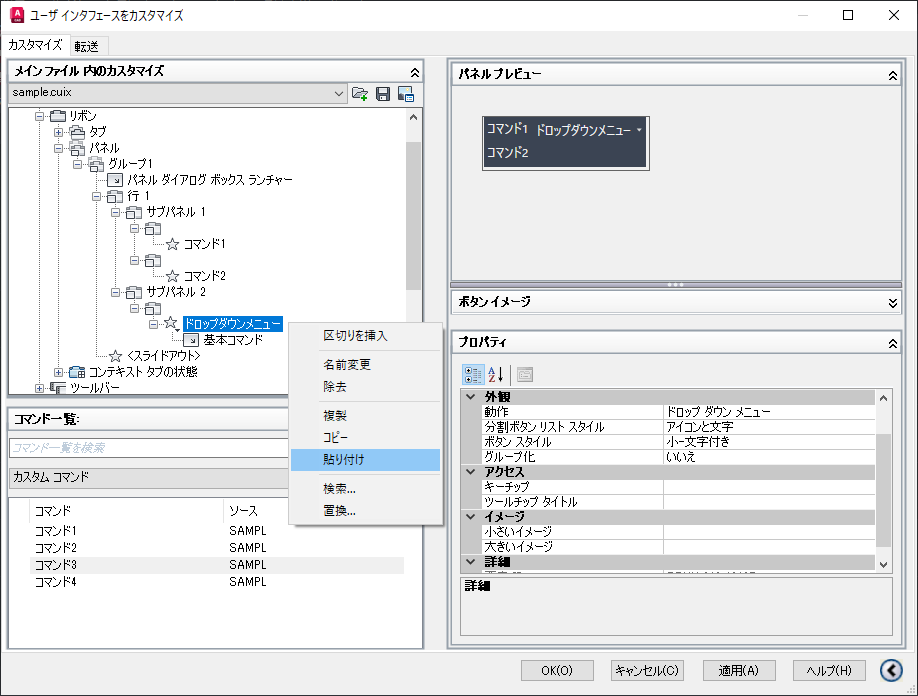 ユーザ インタフェースをカスタマイズ
カスタマイズ
転送
メイン ファイル 内のカスタマイズ
sample.cuix
リボン
タブ
パネル
グループ1
パネル ダイアログ ボックス ランチャー
行 1
サブパネル 1
コマンド1
コマンド2
サブパネル 2
ドロップダウンメニュー
基本コマンド
<スライドアウト>
コンテキスト タブの状態
ツールバー
区切りを挿入
名前変更
除去
複製
コピー
貼り付け
検索...
置換...
コマンド一覧:
コマンド一覧を検索
カスタム コマンド
コマンド ソース
コマンド1 SAMPL
コマンド2 SAMPL
コマンド3 SAMPL
コマンド4 SAMPL
パネル プレビュー
コマンド1 ドロップダウンメニュー
コマンド2
ボタン イメージ
プロパティ
外観
動作 ドロップ ダウン メニュー
分割ボタン リスト スタイル アイコンと文字
ボタン スタイル 小-文字付き
グループ化 いいえ
アクセス
キーチップ
ツールチップ タイトル
イメージ
小さいイメージ
大きいイメージ
詳細
詳細
OK(O)
キャンセル(C)
適用(A)
ヘルプ(H)